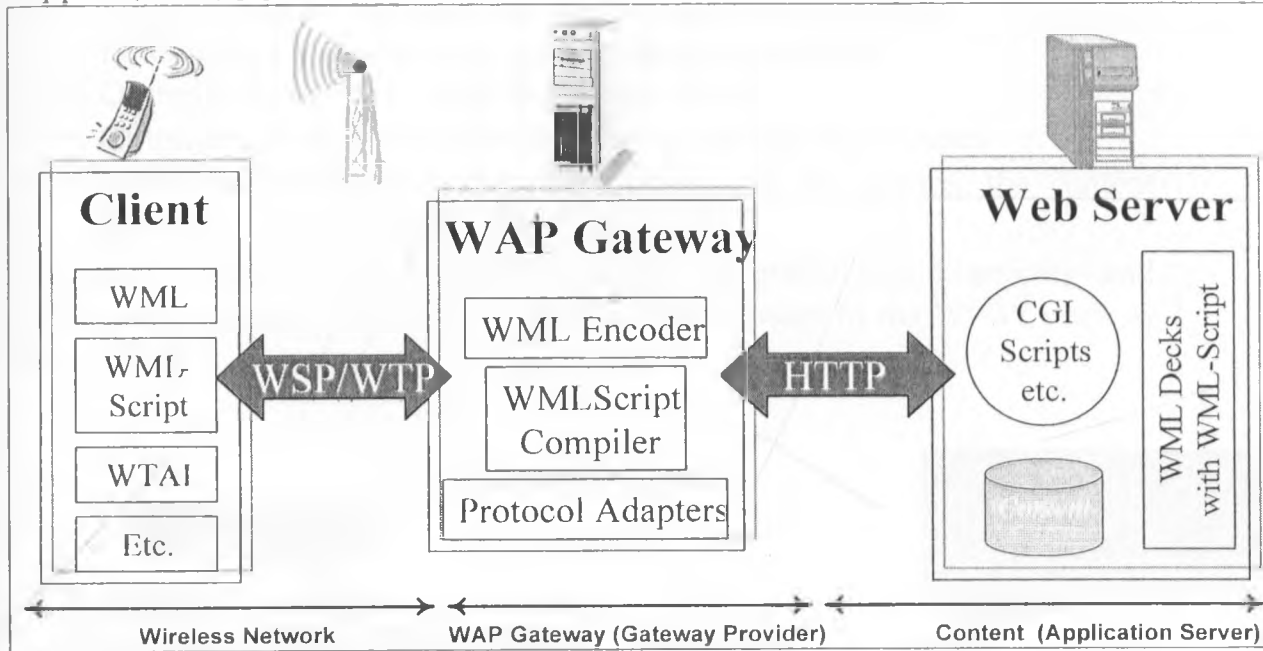 Client
WML
WML-
Script
WTAI
Etc.
WSP/WTP
WAP Gateway
WML Encoder
WMLScript
Compiler
Protocol Adapters
HTTP
Web Server
CGI
Scripts
etc.
WML Decks
with WML-Script
Wireless Network
WAP Gateway (Gateway Provider)
Content (Application Server)